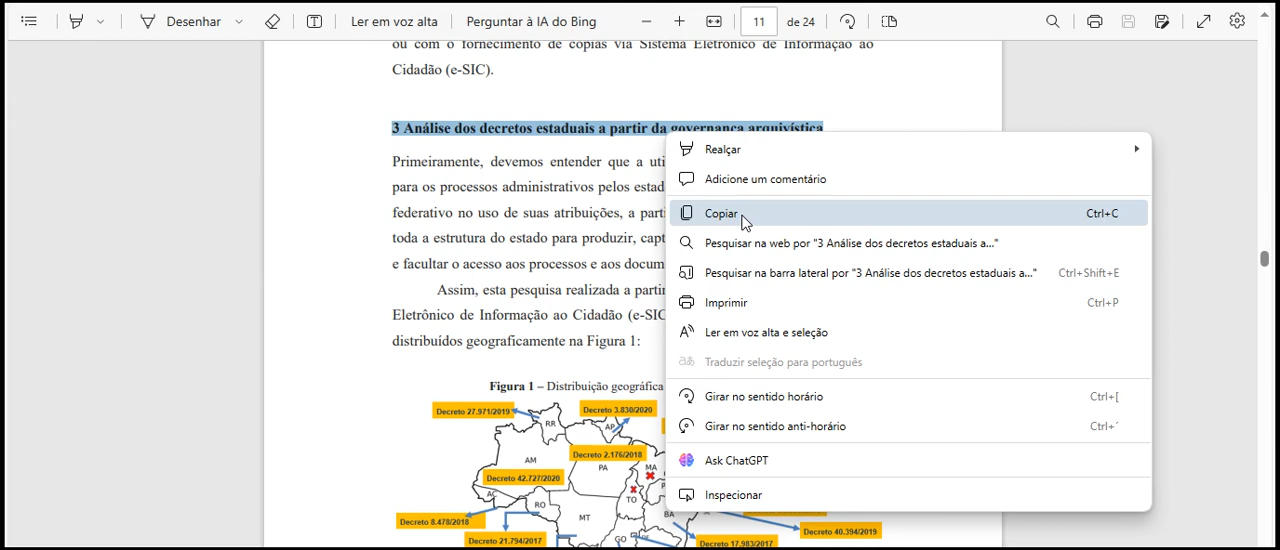 Desenhar Ler em voz alta Perguntar à IA do Bing 11 de 24
ou com o fornecimento de cópias via Sistema Eletrônico de Informação ao
Cidadão (e-SIC).
3 Análise dos decretos estaduais a partir da governança arquivística
Primeiramente, devemos entender que a uti
para os processos administrativos pelos estad
federativo no uso de suas atribuições, a parti
toda a estrutura do estado para produzir, capt
e facultar o acesso aos processos e aos docum
Assim, esta pesquisa realizada a partir
Eletrônico de Informação ao Cidadão (e-SIC
distribuídos geograficamente na Figura 1:
Realçar
Adicione um comentário
Copiar Ctrl+C
Pesquisar na web por "3 Análise dos decretos estaduais a..."
Pesquisar na barra lateral por "3 Análise dos decretos estaduais a..." Ctrl+Shift+E
Imprimir Ctrl+P
Ler em voz alta e seleção
Traduzir seleção para português
Girar no sentido horário Ctrl+[
Girar no sentido anti-horário Ctrl+´
Ask ChatGPT
Inspecionar
Figura 1 – Distribuição geográfica
Decreto 27.971/2019
Decreto 3.830/2020
RR
AP
Decreto 2.176/2018
AM
PA
MA
Decreto 42.727/2020
AC
RO
TO
MT
BA
GO
DF
Decreto 8.478/2018
Decreto 40.394/2019
Decreto 21.794/2017
Decreto 17.983/2017